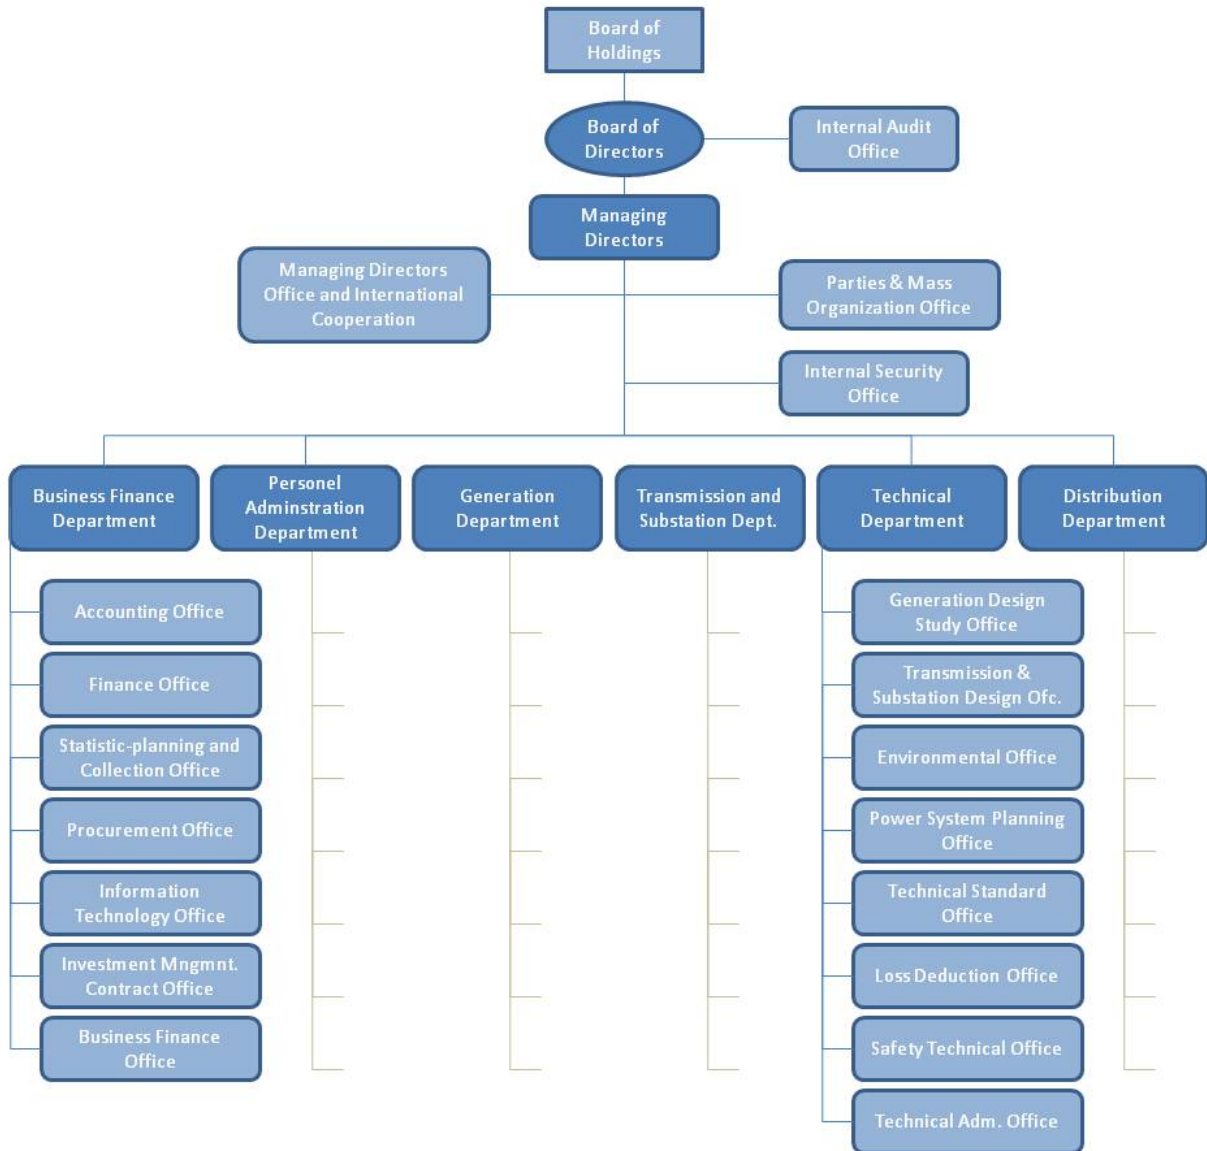 Board of
Holdings
Board of
Directors
Internal Audit
Office
Managing
Directors
Managing Directors
Office and International
Cooperation
Parties & Mass
Organization Office
Internal Security
Office
Business Finance
Department
Personel
Adminstration
Department
Generation
Department
Transmission and
Substation Dept.
Technical
Department
Distribution
Department
Accounting Office
Finance Office
Statistic-planning and
Collection Office
Procurement Office
Information
Technology Office
Investment Mngmnt.
Contract Office
Business Finance
Office
Generation Design
Study Office
Transmission &
Substation Design Ofc.
Environmental Office
Power System Planning
Office
Technical Standard
Office
Loss Deduction Office
Safety Technical Office
Technical Adm. Office